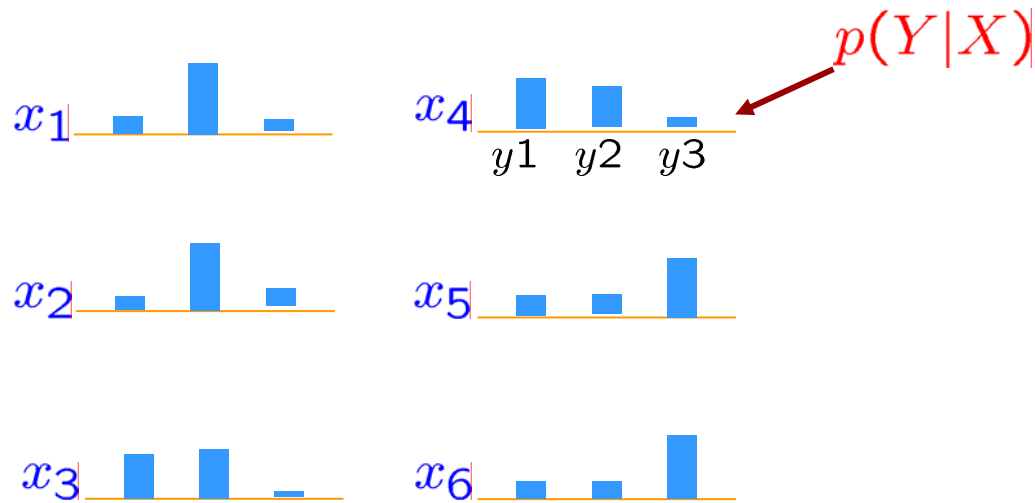 p(Y|X)
x₁
x₄
y1 y2 y3
x₂
x₅
x₃
x₆